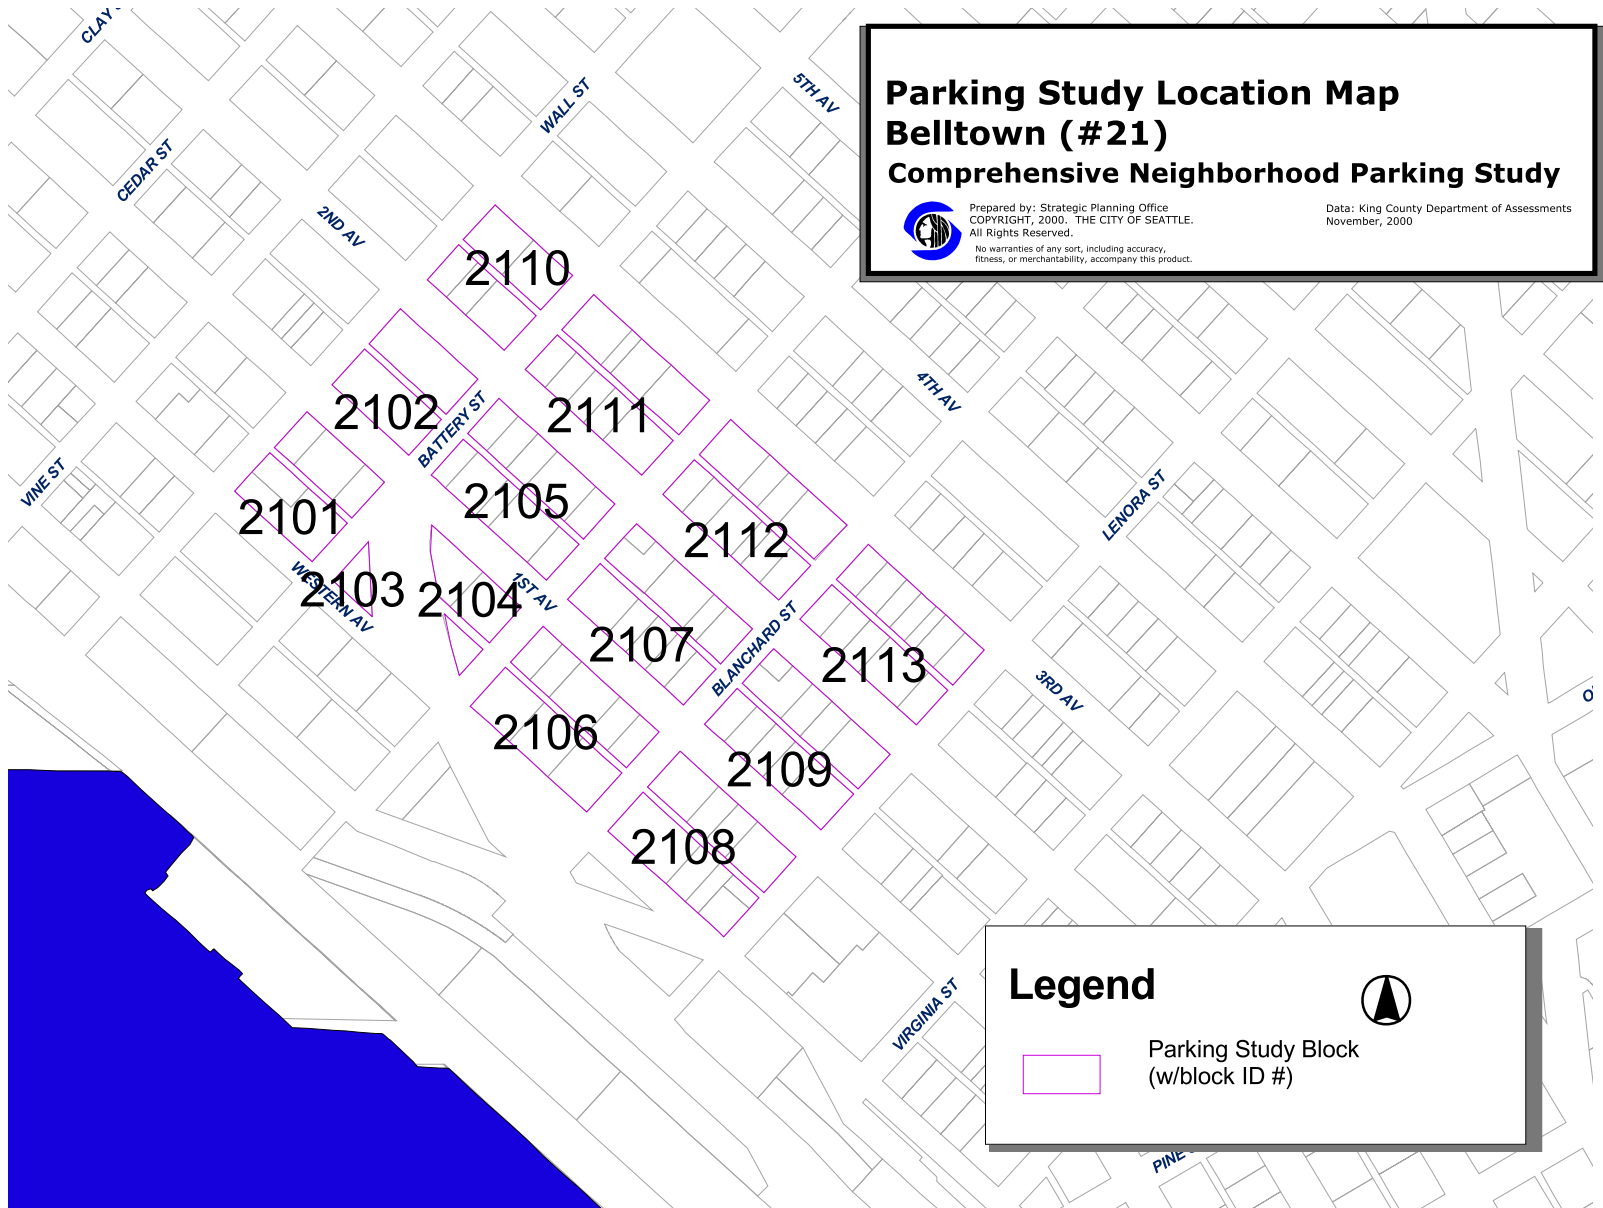 Parking Study Location Map
Belltown (#21)
Comprehensive Neighborhood Parking Study
Prepared by: Strategic Planning Office
COPYRIGHT, 2000. THE CITY OF SEATTLE.
All Rights Reserved.
No warranties of any sort, including accuracy,
fitness, or merchantability, accompany this product.
Data: King County Department of Assessments
November, 2000
CLAY
WALL ST
5TH AV
CEDAR ST
2ND AV
2110
4TH AV
2102
BATTERY ST
2111
VINE ST
2101
2105
LENORA ST
2112
WESTERN AV
2103
2104
1ST AV
2107
BLANCHARD ST
2113
3RD AV
2106
2109
2108
VIRGINIA ST
Legend
Parking Study Block
(w/block ID #)
PINE